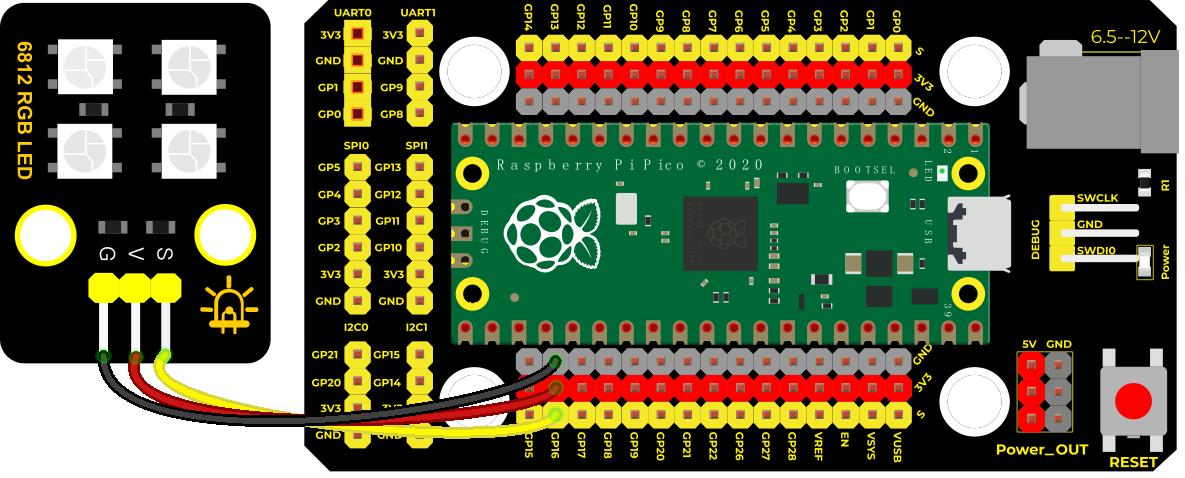 6812 RGB LED
G
V
S
UART0
3V3
GND
GP1
GP0
UART1
3V3
GND
GP9
GP8
SPI0
GP5
GP4
GP3
GP2
3V3
GND
SPI1
GP13
GP12
GP11
GP10
3V3
GND
I2C0
GP21
GP20
3V3
GND
I2C1
GP15
GP14
GND
GP14
GP13
GP12
GP11
GP10
GP9
GP8
GP7
GP6
GP5
GP4
GP3
GP2
GP1
GP0
S
3V3
GND
Raspberry Pi Pico © 2020
BOOTSEL
LED
2
1
DEBUG
USB
39
GND
3V3
S
GP15
GP16
GP17
GP18
GP19
GP20
GP21
GP22
GP26
GP27
GP28
VREF
EN
VSYS
VUSB
6.5--12V
R1
DEBUG
SWCLK
GND
SWDI0
Power
5V
GND
Power_OUT
RESET